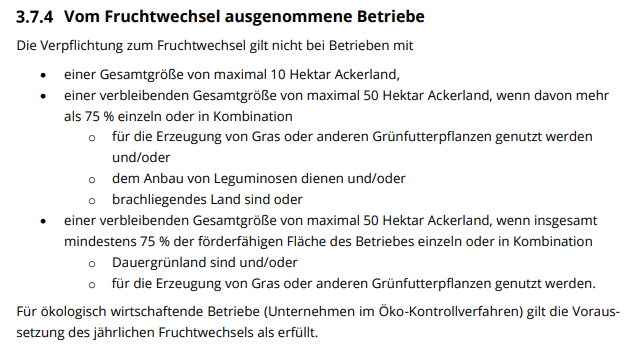 3.7.4 Vom Fruchtwechsel ausgenommene Betriebe
Die Verpflichtung zum Fruchtwechsel gilt nicht bei Betrieben mit
• einer Gesamtgröße von maximal 10 Hektar Ackerland,
• einer verbleibenden Gesamtgröße von maximal 50 Hektar Ackerland, wenn davon mehr
als 75 % einzeln oder in Kombination
o für die Erzeugung von Gras oder anderen Grünfutterpflanzen genutzt werden
und/oder
o dem Anbau von Leguminosen dienen und/oder
o brachliegendes Land sind oder
• einer verbleibenden Gesamtgröße von maximal 50 Hektar Ackerland, wenn insgesamt
mindestens 75 % der förderfähigen Fläche des Betriebes einzeln oder in Kombination
o Dauergrünland sind und/oder
o für die Erzeugung von Gras oder anderen Grünfutterpflanzen genutzt werden.
Für ökologisch wirtschaftende Betriebe (Unternehmen im Öko-Kontrollverfahren) gilt die Voraus-
setzung des jährlichen Fruchtwechsels als erfüllt.